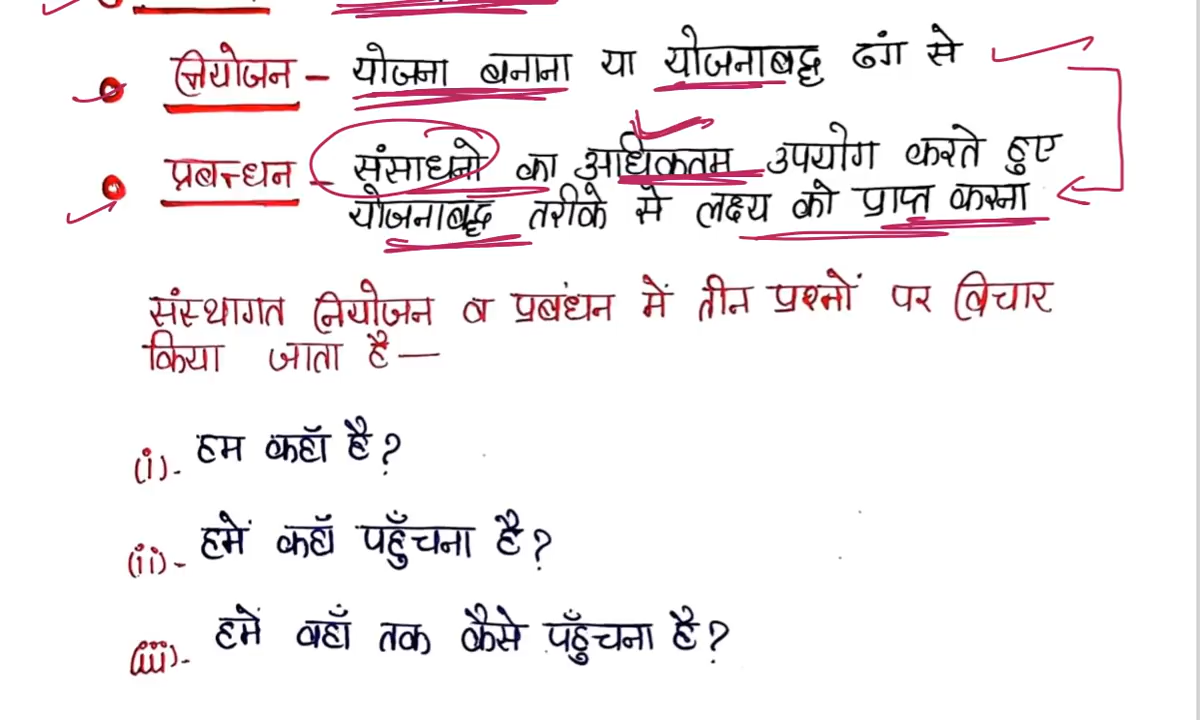 नियोजन - योजना बनाना या योजनाबद्ध ढंग से
प्रबन्धन - संसाधनो का अधिकतम उपयोग करते हुए
योजनाबद्ध तरीके से लक्ष्य को प्राप्त करना
संस्थागत नियोजन व प्रबंधन में तीन प्रश्नों पर विचार
किया जाता है —
(i). हम कहाँ है?
(ii). हमें कहाँ पहुँचना है?
(iii). हमें वहाँ तक कैसे पहुँचना है?